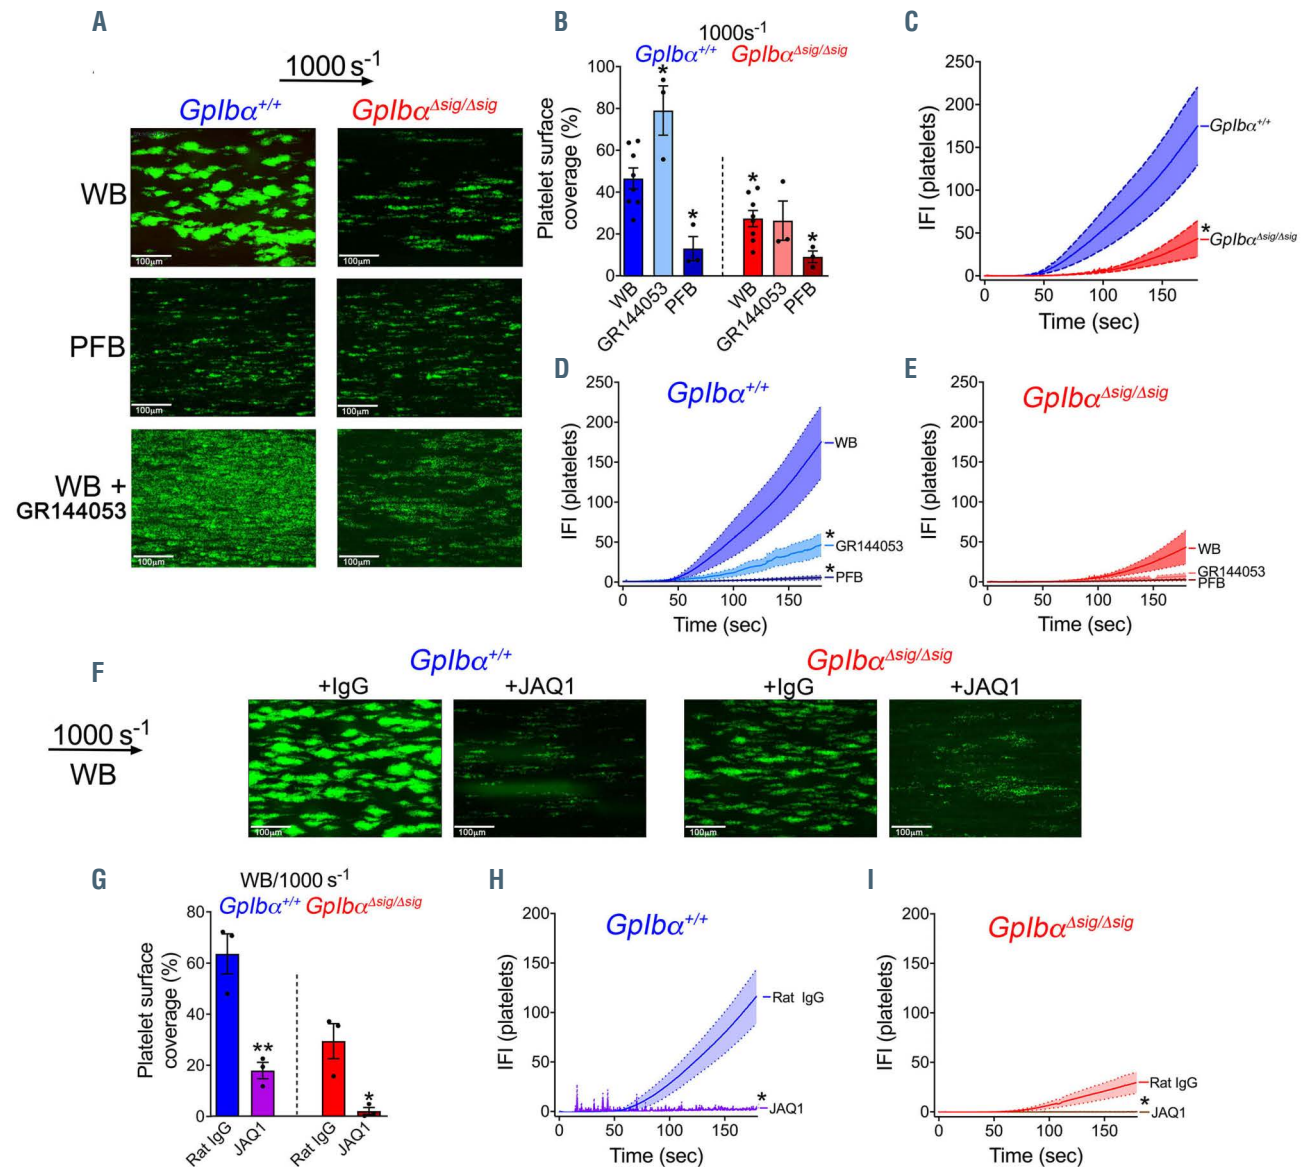 A
1000 s-1
GpIbα+/+
GpIbαΔsig/Δsig
WB
100µm
100µm
PFB
100µm
100µm
WB +
GR144053
100µm
100µm
B
1000s-1
GpIbα+/+
GpIbαΔsig/Δsig
Platelet surface
coverage (%)
100
80
60
40
20
0
*
*
*
*
WB
GR144053
PFB
WB
GR144053
PFB
C
IFI (platelets)
250
200
150
100
50
0
GpIbα+/+
*
GpIbαΔsig/Δsig
0
50
100
150
Time (sec)
D
GpIbα+/+
IFI (platelets)
250
200
150
100
50
0
WB
*
GR144053
*
PFB
0
50
100
150
Time (sec)
E
GpIbαΔsig/Δsig
IFI (platelets)
250
200
150
100
50
0
WB
GR144053
PFB
0
50
100
150
Time (sec)
F
GpIbα+/+
GpIbαΔsig/Δsig
+IgG
+JAQ1
+IgG
+JAQ1
1000 s-1
WB
100µm
100µm
100µm
100µm
G
WB/1000 s-1
GpIbα+/+
GpIbαΔsig/Δsig
Platelet surface
coverage (%)
80
60
40
20
0
**
*
Rat IgG
JAQ1
Rat IgG
JAQ1
H
GpIbα+/+
IFI (platelets)
200
150
100
50
0
Rat IgG
*
JAQ1
0
50
100
150
Time (sec)
I
GpIbαΔsig/Δsig
IFI (platelets)
200
150
100
50
0
Rat IgG
*
JAQ1
0
50
100
150
Time (sec)